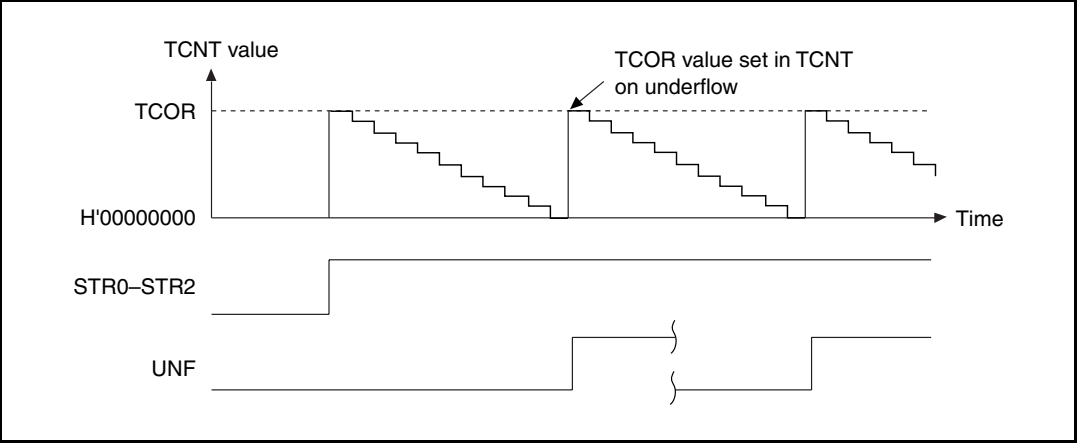 TCNT value
TCOR value set in TCNT
on underflow
TCOR
H'00000000
Time
STR0–STR2
UNF